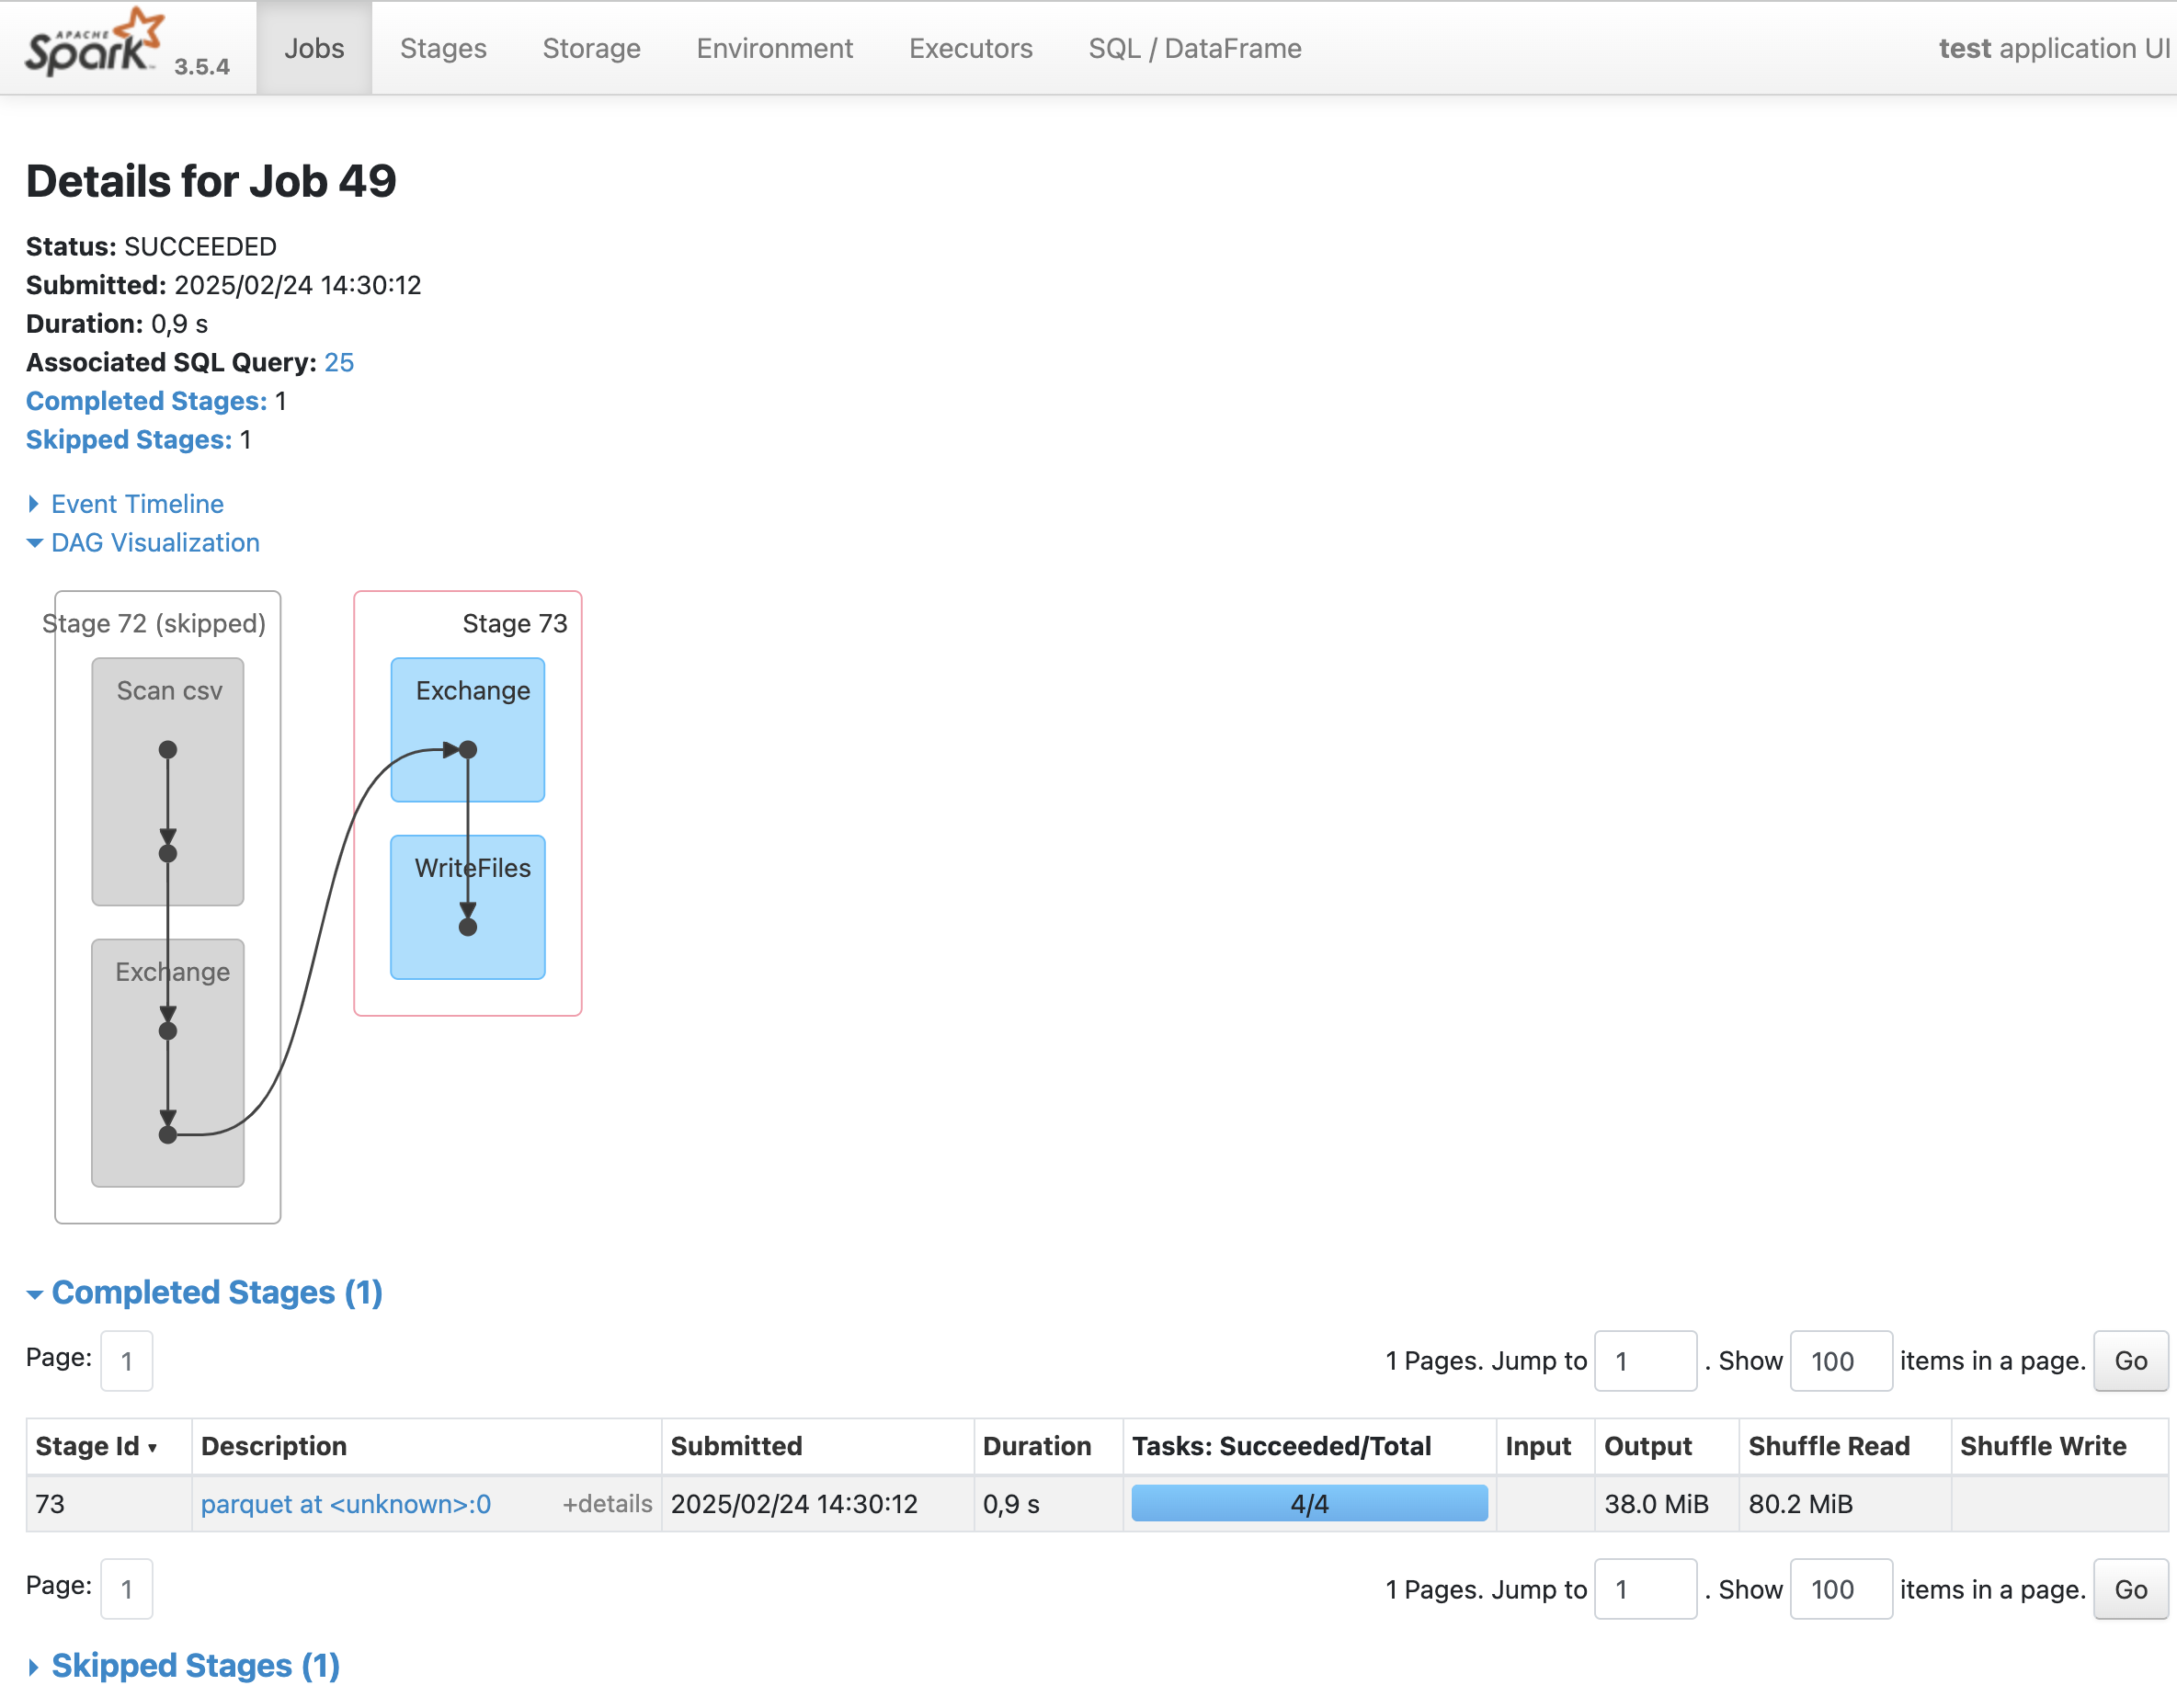 APACHE Spark™ 3.5.4 Jobs Stages Storage Environment Executors SQL / DataFrame test application UI
Details for Job 49
Status: SUCCEEDED
Submitted: 2025/02/24 14:30:12
Duration: 0,9 s
Associated SQL Query: 25
Completed Stages: 1
Skipped Stages: 1
Event Timeline
DAG Visualization
Stage 72 (skipped)
Scan csv
Exchange
Stage 73
Exchange
WriteFiles
Completed Stages (1)
Page: 1 1 Pages. Jump to 1 . Show 100 items in a page. Go
Stage Id ▾ Description Submitted Duration Tasks: Succeeded/Total Input Output Shuffle Read Shuffle Write
73 parquet at <unknown>:0 +details 2025/02/24 14:30:12 0,9 s 4/4 38.0 MiB 80.2 MiB
Page: 1 1 Pages. Jump to 1 . Show 100 items in a page. Go
Skipped Stages (1)